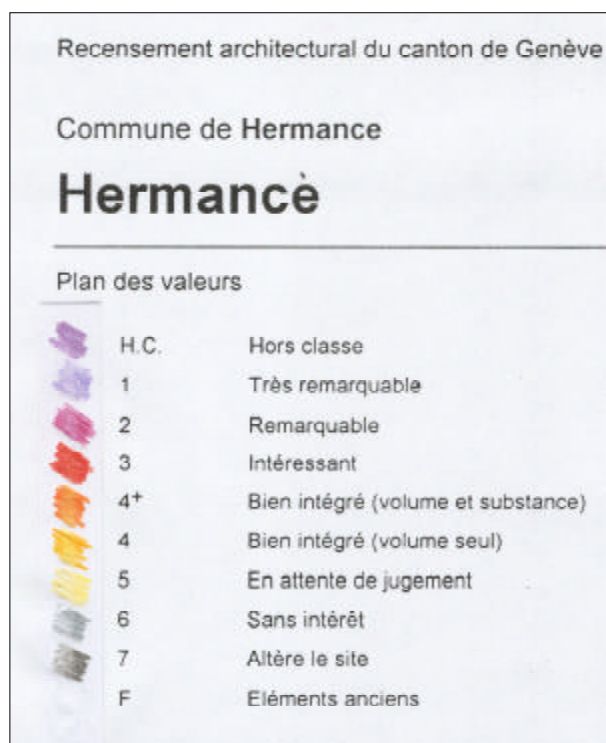 Recensement architectural du canton de Genève
Commune de Hermance
Hermance
Plan des valeurs
H.C. Hors classe
1 Très remarquable
2 Remarquable
3 Intéressant
4+ Bien intégré (volume et substance)
4 Bien intégré (volume seul)
5 En attente de jugement
6 Sans intérêt
7 Altère le site
F Eléments anciens